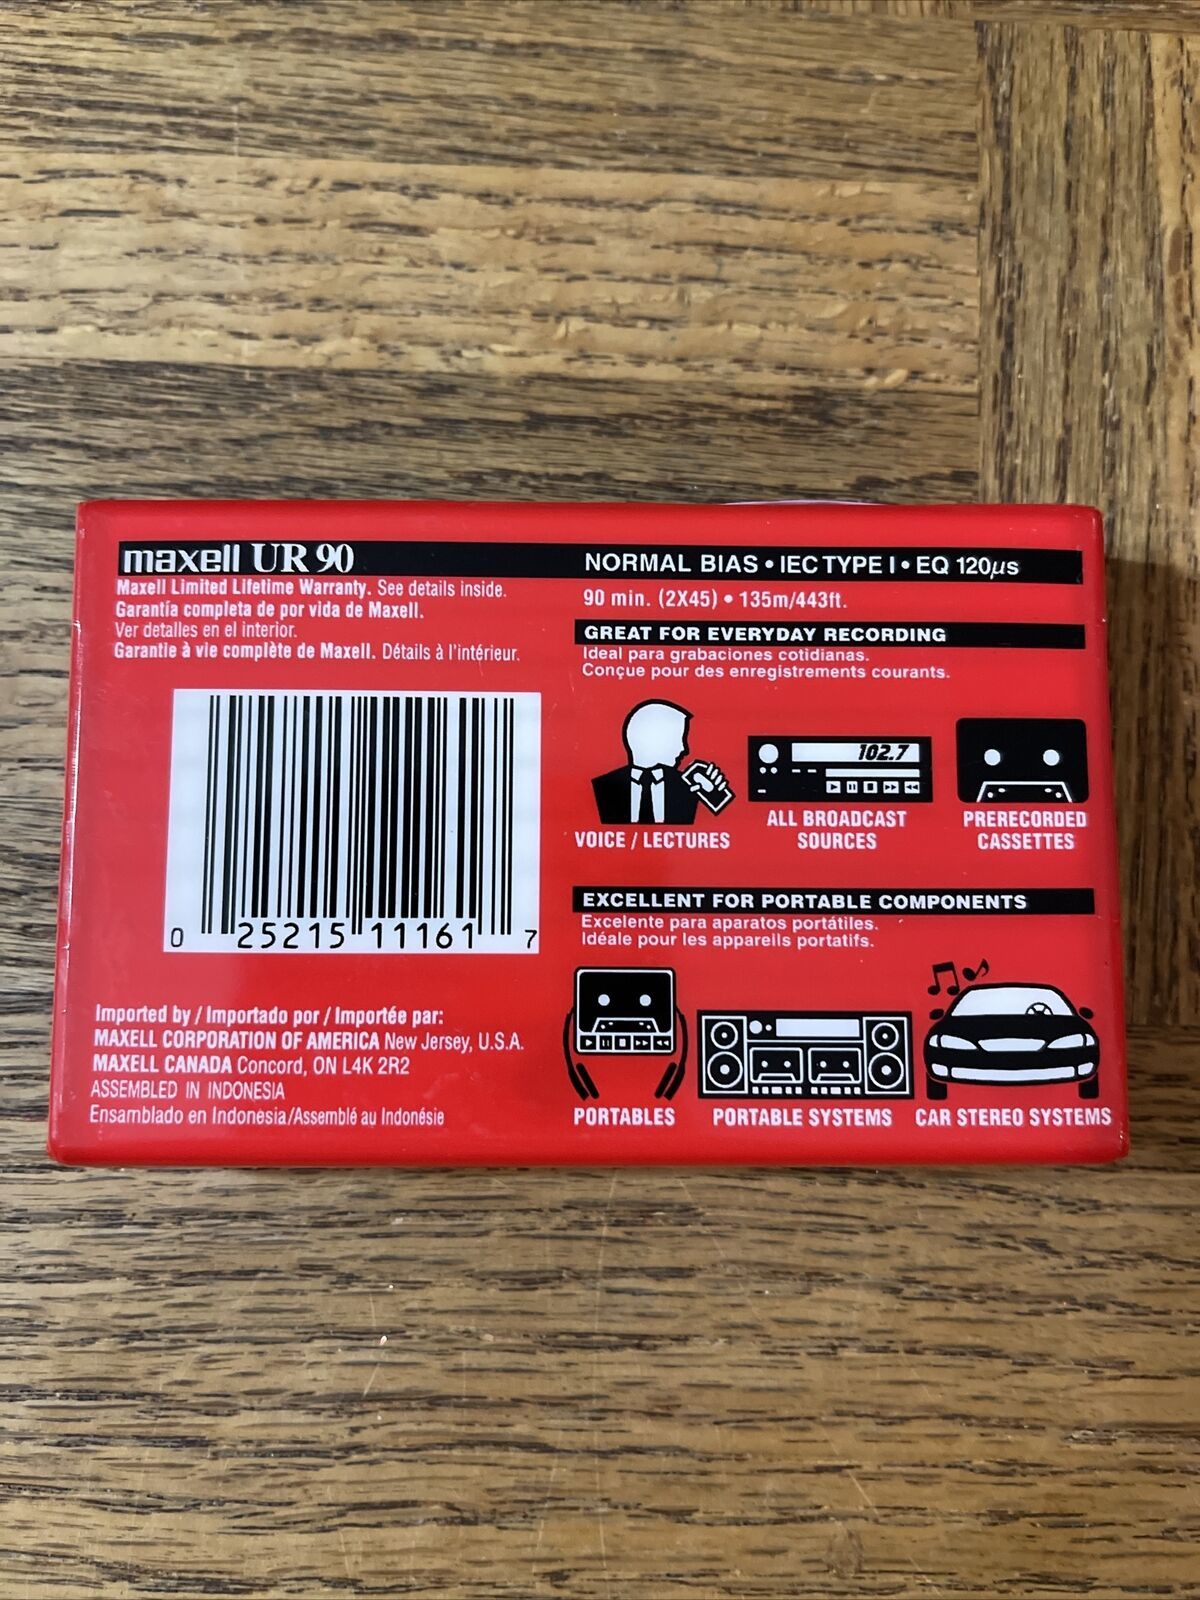 maxell UR 90
Maxell Limited Lifetime Warranty. See details inside.
Garantía completa de por vida de Maxell.
Ver detalles en el interior.
Garantie à vie complète de Maxell. Détails à l'intérieur.
0 25215 11161 7
Imported by / Importado por / Importée par:
MAXELL CORPORATION OF AMERICA New Jersey, U.S.A.
MAXELL CANADA Concord, ON L4K 2R2
ASSEMBLED IN INDONESIA
Ensamblado en Indonesia/Assemblé au Indonésie
NORMAL BIAS • IEC TYPE I • EQ 120µs
90 min. (2X45) • 135m/443ft.
GREAT FOR EVERYDAY RECORDING
Ideal para grabaciones cotidianas.
Conçue pour des enregistrements courants.
102.7
VOICE / LECTURES
ALL BROADCAST
SOURCES
PRERECORDED
CASSETTES
EXCELLENT FOR PORTABLE COMPONENTS
Excelente para aparatos portátiles.
Idéale pour les appareils portatifs.
PORTABLES
PORTABLE SYSTEMS
CAR STEREO SYSTEMS